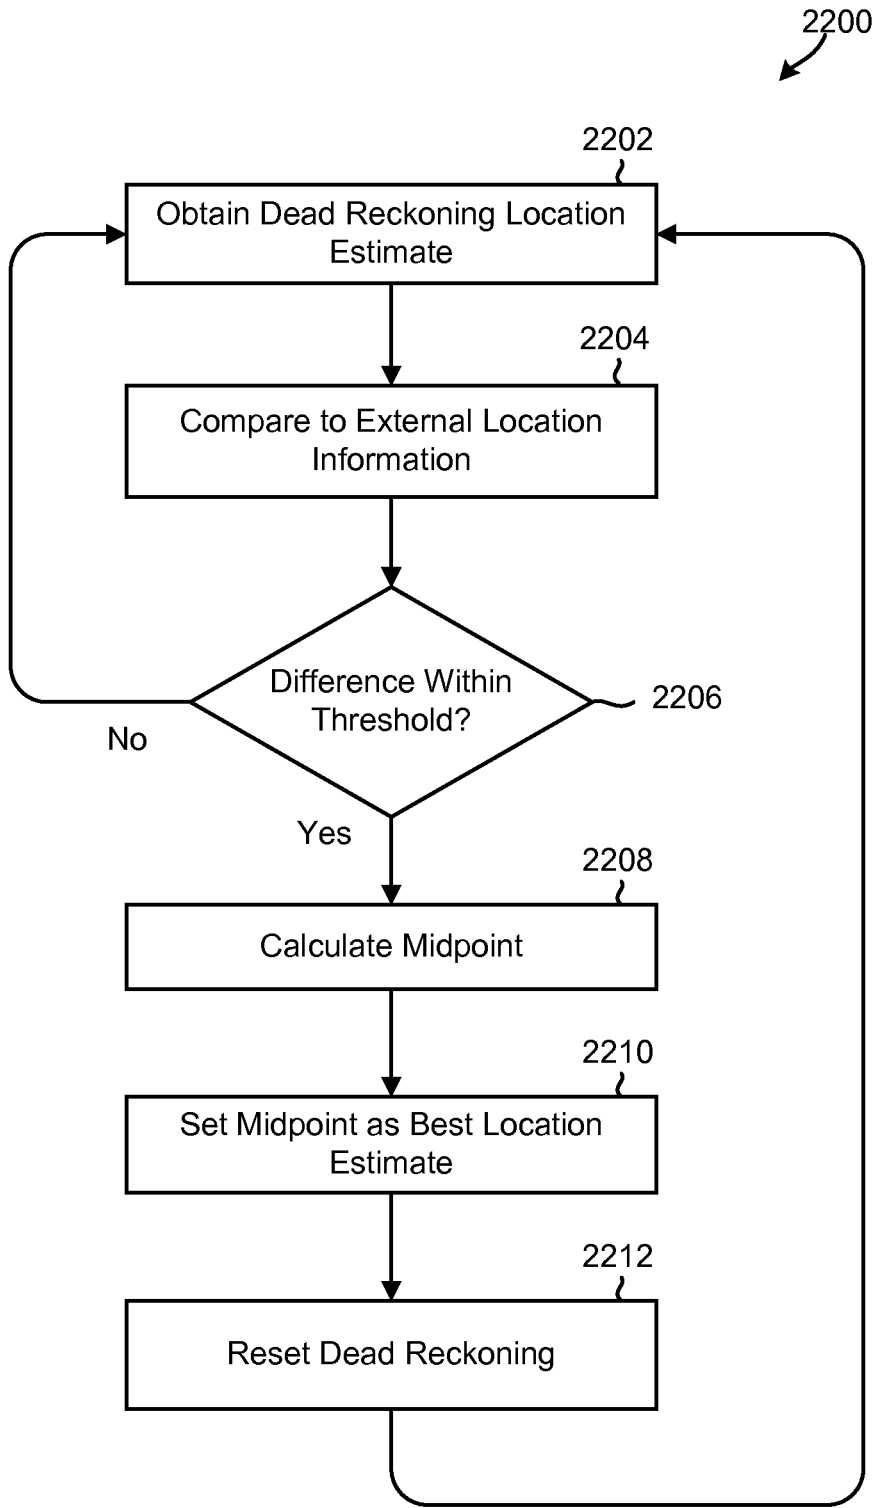 2200
2202
Obtain Dead Reckoning Location
Estimate
2204
Compare to External Location
Information
Difference Within
Threshold?
2206
No
Yes
2208
Calculate Midpoint
2210
Set Midpoint as Best Location
Estimate
2212
Reset Dead Reckoning